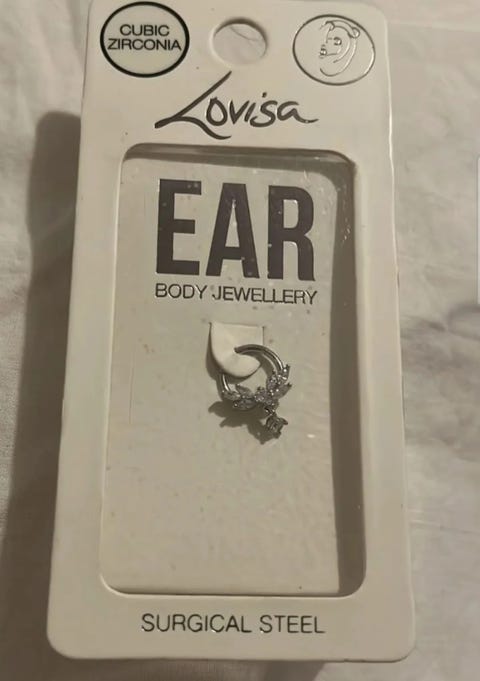 CUBIC
ZIRCONIA
Lovisa
EAR
BODY JEWELLERY
SURGICAL STEEL